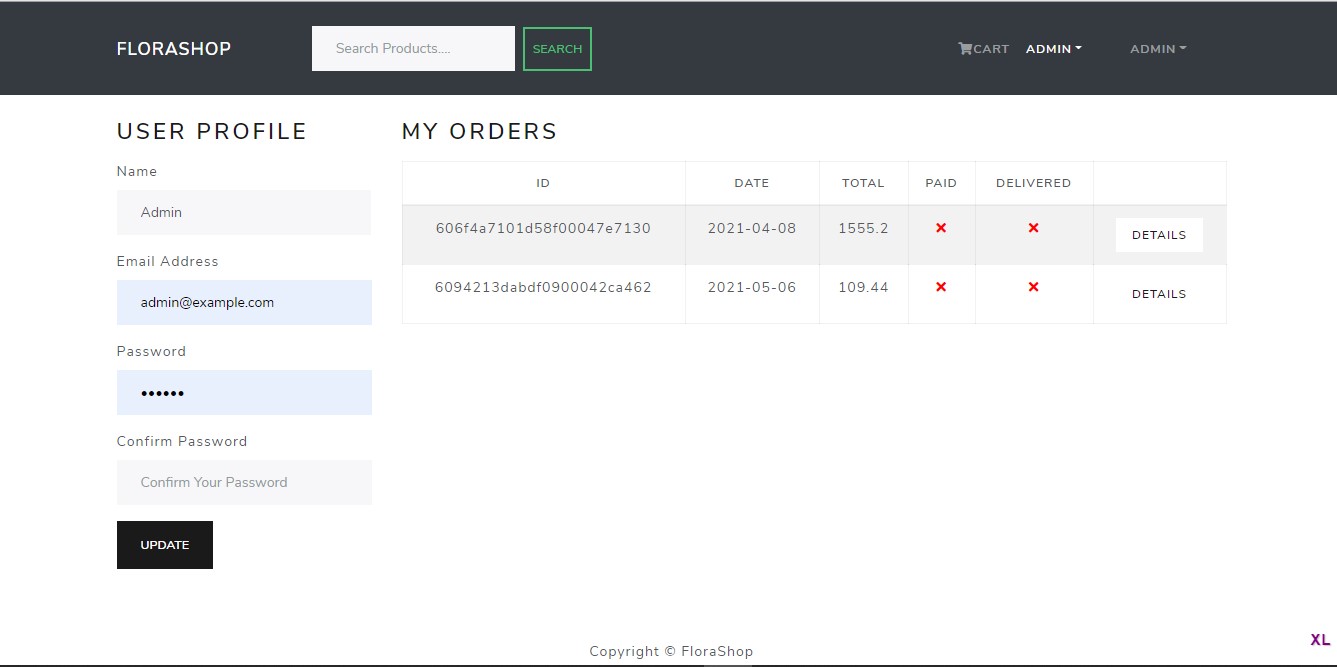 FLORASHOP Search Products.... SEARCH CART ADMIN ADMIN
USER PROFILE
Name
Admin
Email Address
admin@example.com
Password
••••••
Confirm Password
Confirm Your Password
UPDATE
MY ORDERS
ID DATE TOTAL PAID DELIVERED
606f4a7101d58f00047e7130 2021-04-08 1555.2 DETAILS
6094213dabdf0900042ca462 2021-05-06 109.44 DETAILS
XL
Copyright © FloraShop